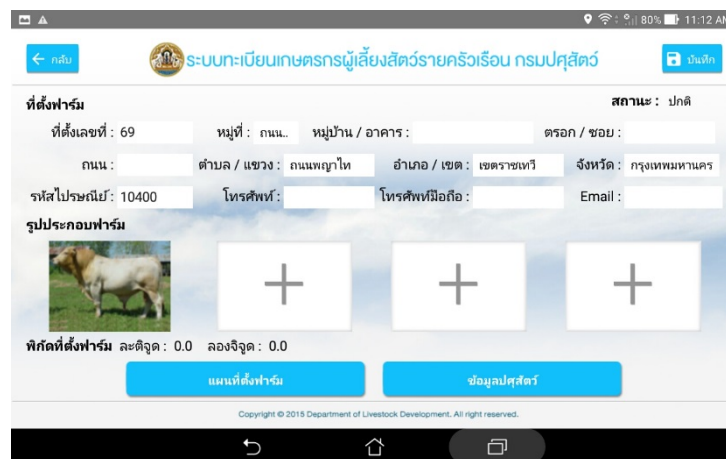 80% 11:12 AM
กลับ ระบบทะเบียนเกษตรกรผู้เลี้ยงสัตว์รายครัวเรือน กรมปศุสัตว์ บันทึก
ที่ตั้งฟาร์ม สถานะ : ปกติ
ที่ตั้งเลขที่ : 69 หมู่ที่ : ถนน.. หมู่บ้าน / อาคาร : ตรอก / ซอย :
ถนน : ตำบล / แขวง : ถนนพญาไท อำเภอ / เขต : เขตราชเทวี จังหวัด : กรุงเทพมหานคร
รหัสไปรษณีย์ : 10400 โทรศัพท์ : โทรศัพท์มือถือ : Email :
รูปประกอบฟาร์ม
พิกัดที่ตั้งฟาร์ม ละติจูด : 0.0 ลองจิจูด : 0.0
แผนที่ตั้งฟาร์ม ข้อมูลปศุสัตว์
Copyright © 2015 Department of Livestock Development. All right reserved.